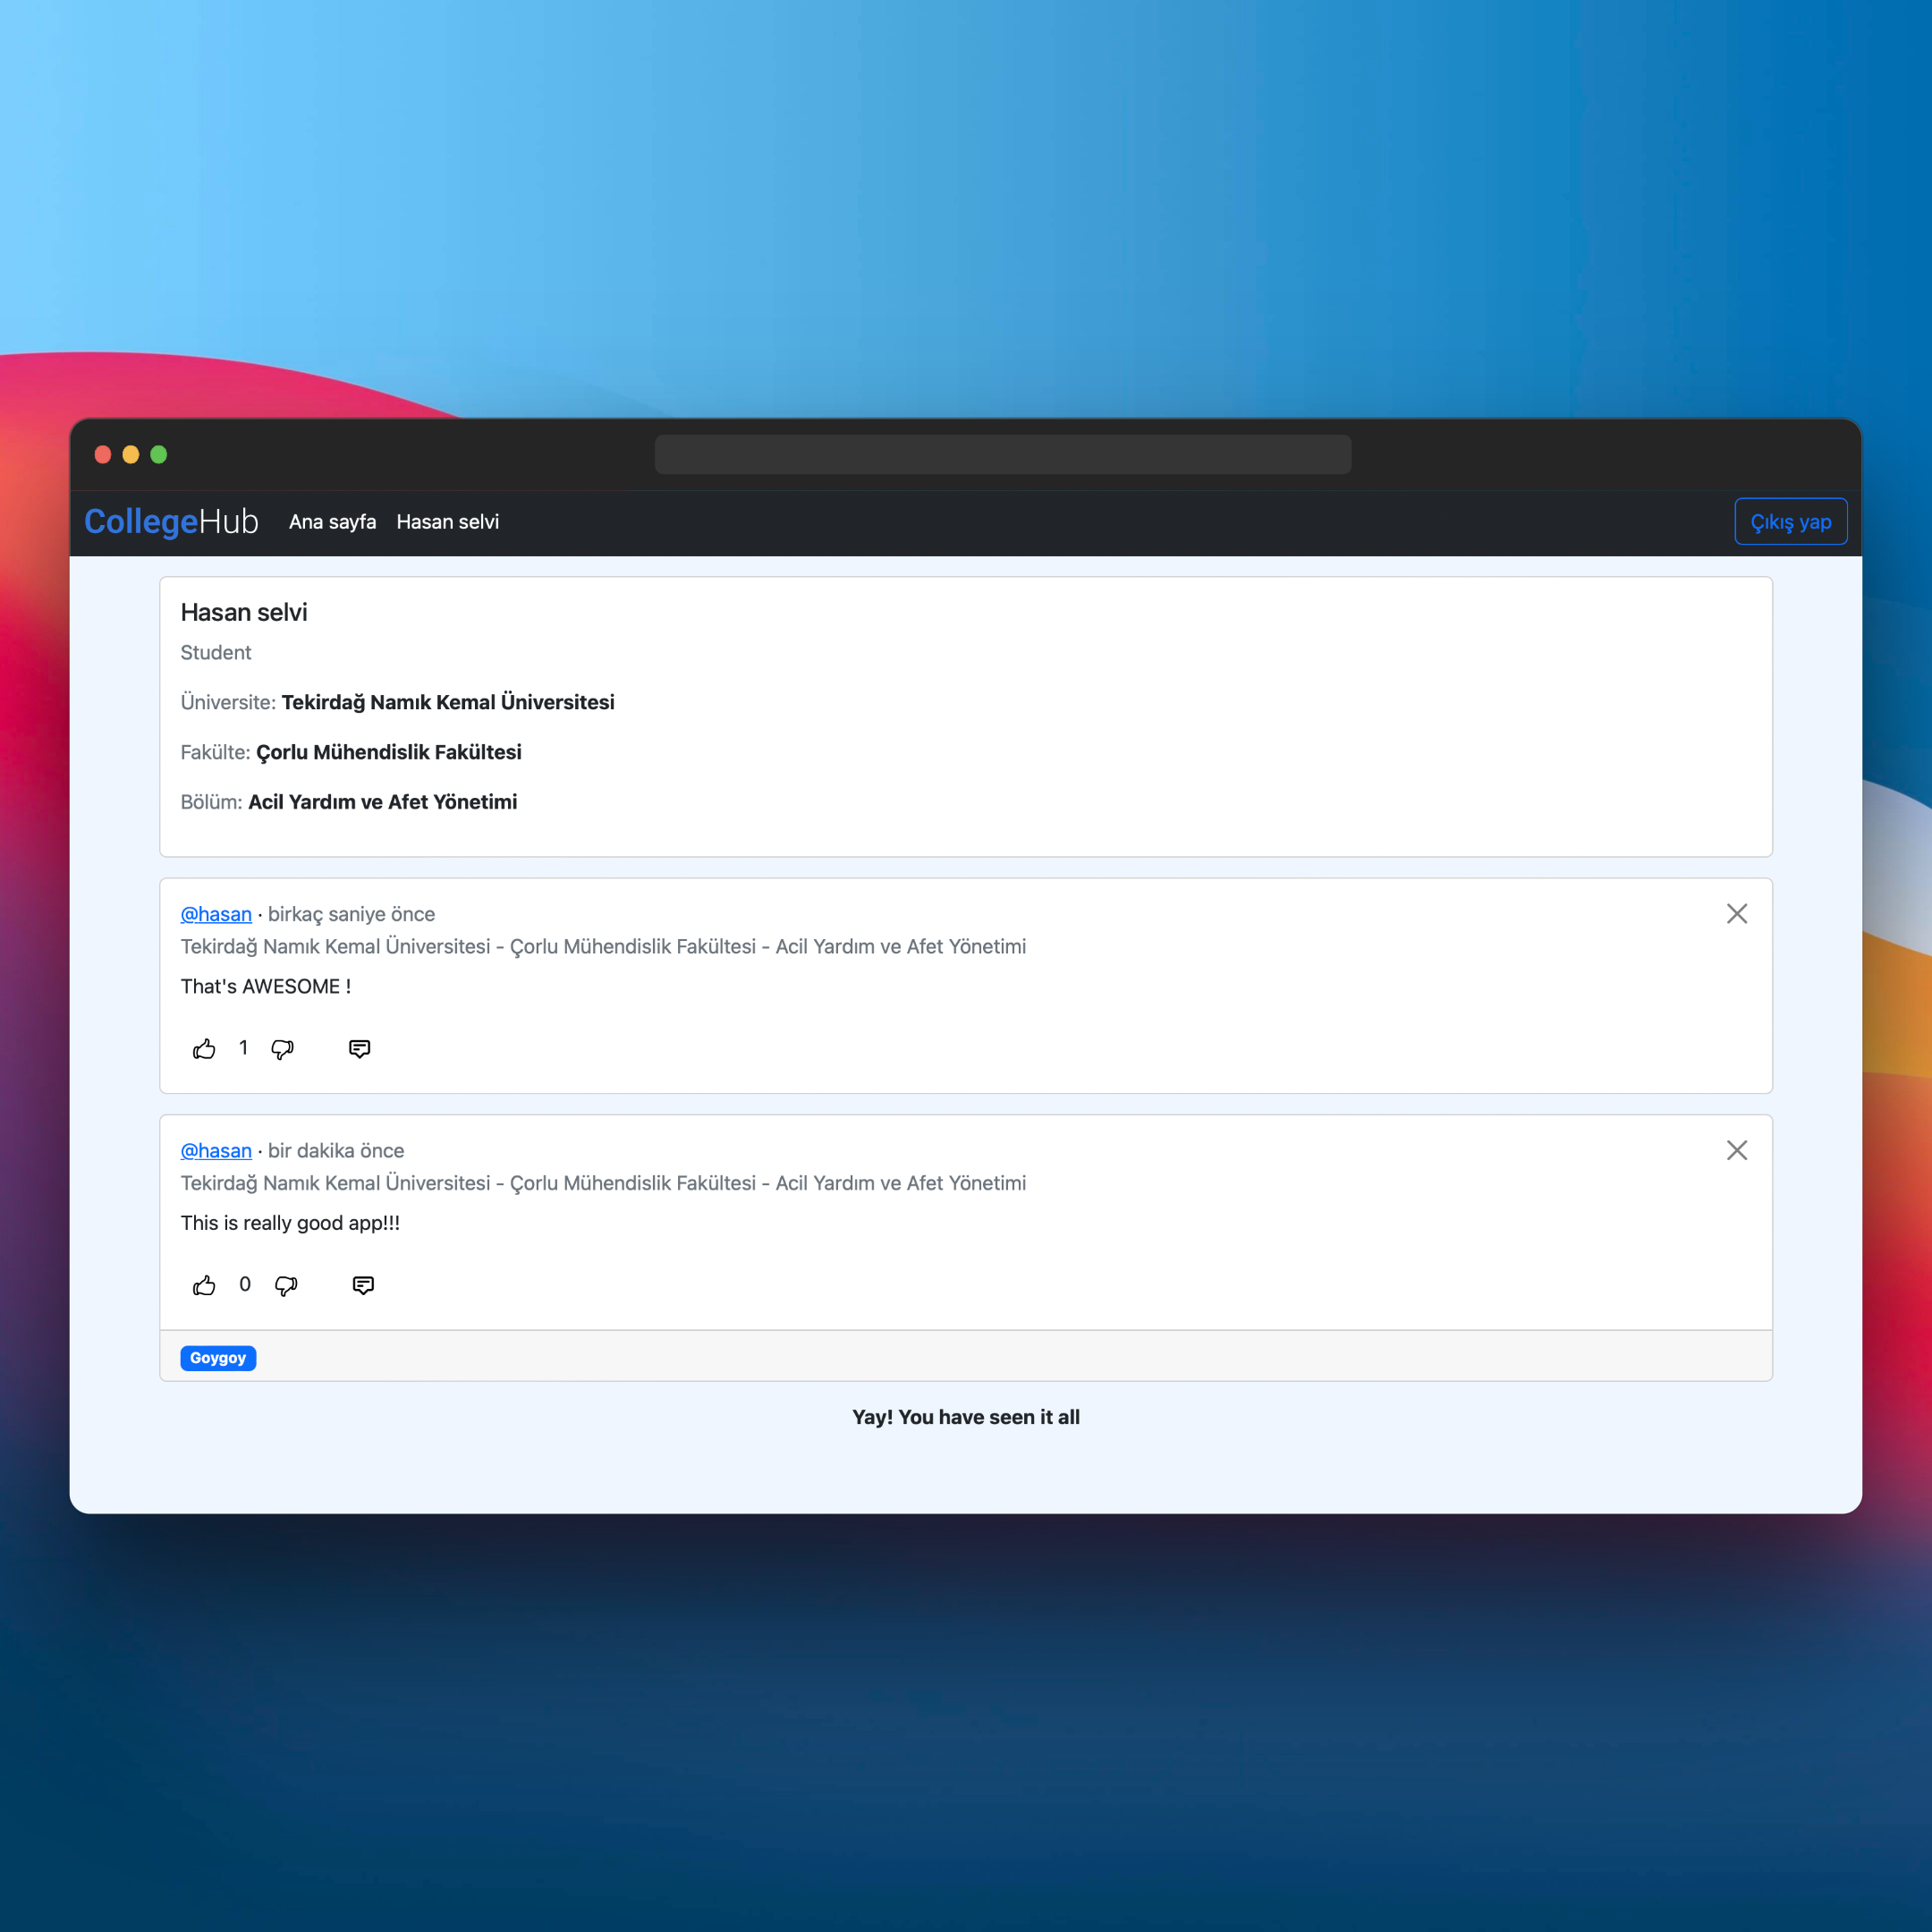 CollegeHub Ana sayfa Hasan selvi Çıkış yap
Hasan selvi
Student
Üniversite: Tekirdağ Namık Kemal Üniversitesi
Fakülte: Çorlu Mühendislik Fakültesi
Bölüm: Acil Yardım ve Afet Yönetimi
@hasan · birkaç saniye önce
Tekirdağ Namık Kemal Üniversitesi - Çorlu Mühendislik Fakültesi - Acil Yardım ve Afet Yönetimi
That's AWESOME !
1
@hasan · bir dakika önce
Tekirdağ Namık Kemal Üniversitesi - Çorlu Mühendislik Fakültesi - Acil Yardım ve Afet Yönetimi
This is really good app!!!
0
Goygoy
Yay! You have seen it all